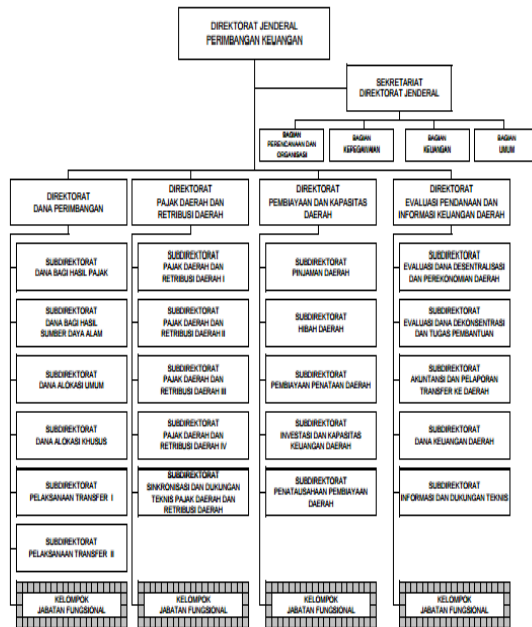 DIREKTORAT JENDERAL
PERIMBANGAN KEUANGAN
SEKRETARIAT
DIREKTORAT JENDERAL
BAGIAN
PERENCANAAN DAN
ORGANISASI
BAGIAN
KEPEGAWAIAN
BAGIAN
KEUANGAN
BAGIAN
UMUM
DIREKTORAT
DANA PERIMBANGAN
DIREKTORAT
PAJAK DAERAH DAN
RETRIBUSI DAERAH
DIREKTORAT
PEMBIAYAAN DAN KAPASITAS
DAERAH
DIREKTORAT
EVALUASI PENDANAAN DAN
INFORMASI KEUANGAN DAERAH
SUBDIREKTORAT
DANA BAGI HASIL PAJAK
SUBDIREKTORAT
DANA BAGI HASIL
SUMBER DAYA ALAM
SUBDIREKTORAT
DANA ALOKASI UMUM
SUBDIREKTORAT
DANA ALOKASI KHUSUS
SUBDIREKTORAT
PELAKSANAAN TRANSFER I
SUBDIREKTORAT
PELAKSANAAN TRANSFER II
KELOMPOK
JABATAN FUNGSIONAL
SUBDIREKTORAT
PAJAK DAERAH DAN
RETRIBUSI DAERAH I
SUBDIREKTORAT
PAJAK DAERAH DAN
RETRIBUSI DAERAH II
SUBDIREKTORAT
PAJAK DAERAH DAN
RETRIBUSI DAERAH III
SUBDIREKTORAT
PAJAK DAERAH DAN
RETRIBUSI DAERAH IV
SUBDIREKTORAT
SINKRONISASI DAN DUKUNGAN
TEKNIS PAJAK DAERAH DAN
RETRIBUSI DAERAH
KELOMPOK
JABATAN FUNGSIONAL
SUBDIREKTORAT
PINJAMAN DAERAH
SUBDIREKTORAT
HIBAH DAERAH
SUBDIREKTORAT
PEMBIAYAAN PENATAAN DAERAH
SUBDIREKTORAT
INVESTASI DAN KAPASITAS
KEUANGAN DAERAH
SUBDIREKTORAT
PENATAUSAHAAN PEMBIAYAAN
DAERAH
KELOMPOK
JABATAN FUNGSIONAL
SUBDIREKTORAT
EVALUASI DANA DESENTRALISASI
DAN PEREKONOMIAN DAERAH
SUBDIREKTORAT
EVALUASI DANA DEKONSENTRASI
DAN TUGAS PEMBANTUAN
SUBDIREKTORAT
AKUNTANSI DAN PELAPORAN
TRANSFER KE DAERAH
SUBDIREKTORAT
DANA KEUANGAN DAERAH
SUBDIREKTORAT
INFORMASI DAN DUKUNGAN TEKNIS
KELOMPOK
JABATAN FUNGSIONAL